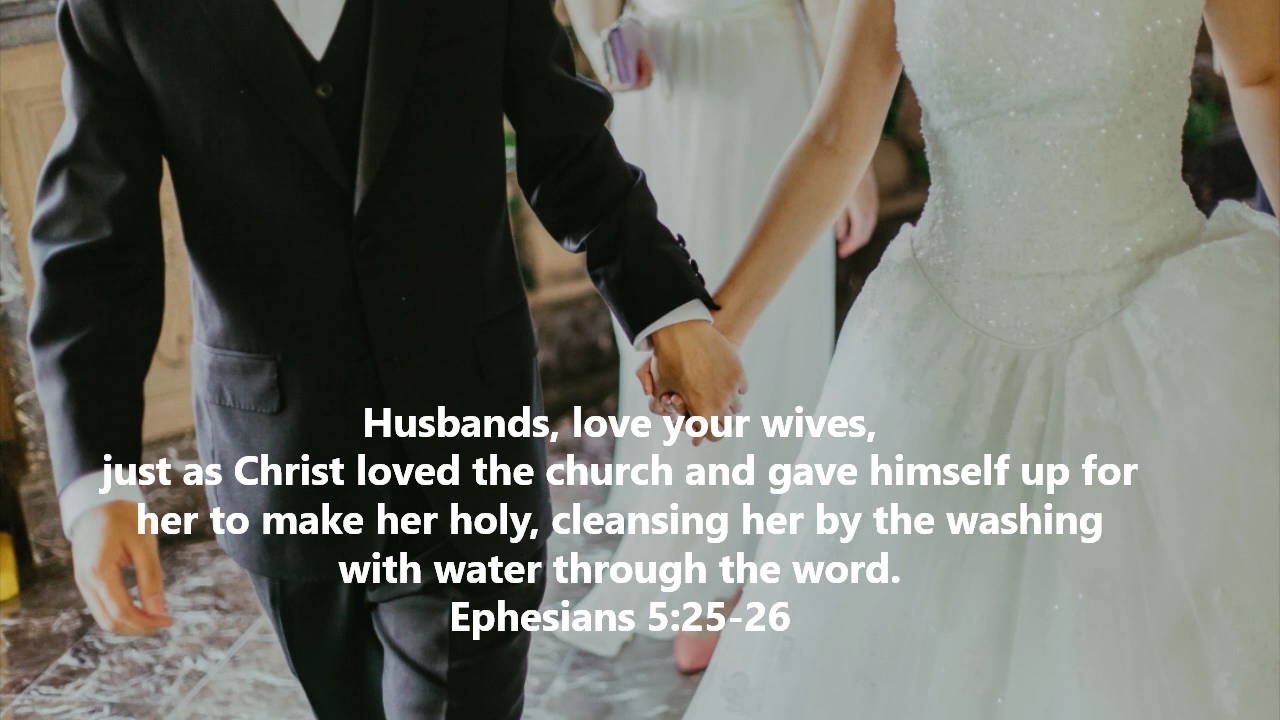 Husbands, love your wives,
just as Christ loved the church and gave himself up for
her to make her holy, cleansing her by the washing
with water through the word.
Ephesians 5:25-26